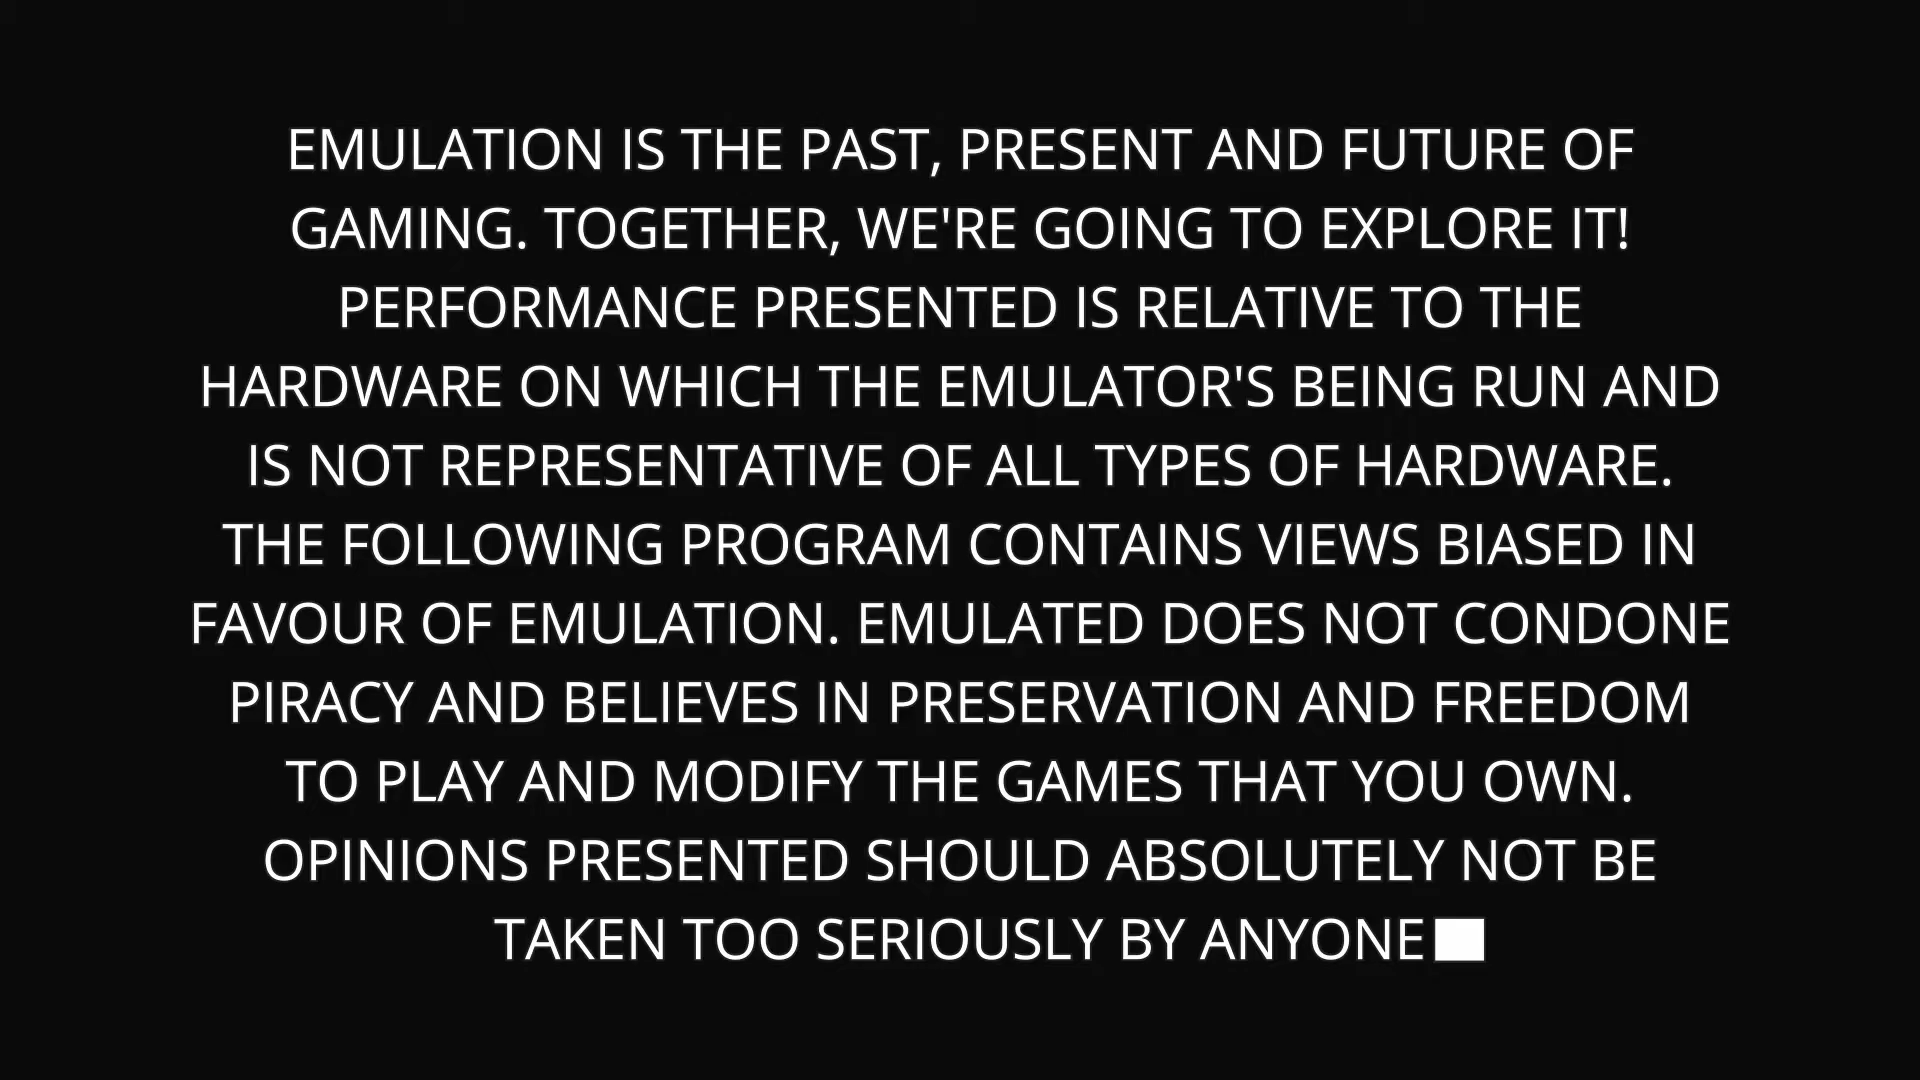 EMULATION IS THE PAST, PRESENT AND FUTURE OF
GAMING. TOGETHER, WE'RE GOING TO EXPLORE IT!
PERFORMANCE PRESENTED IS RELATIVE TO THE
HARDWARE ON WHICH THE EMULATOR'S BEING RUN AND
IS NOT REPRESENTATIVE OF ALL TYPES OF HARDWARE.
THE FOLLOWING PROGRAM CONTAINS VIEWS BIASED IN
FAVOUR OF EMULATION. EMULATED DOES NOT CONDONE
PIRACY AND BELIEVES IN PRESERVATION AND FREEDOM
TO PLAY AND MODIFY THE GAMES THAT YOU OWN.
OPINIONS PRESENTED SHOULD ABSOLUTELY NOT BE
TAKEN TOO SERIOUSLY BY ANYONE